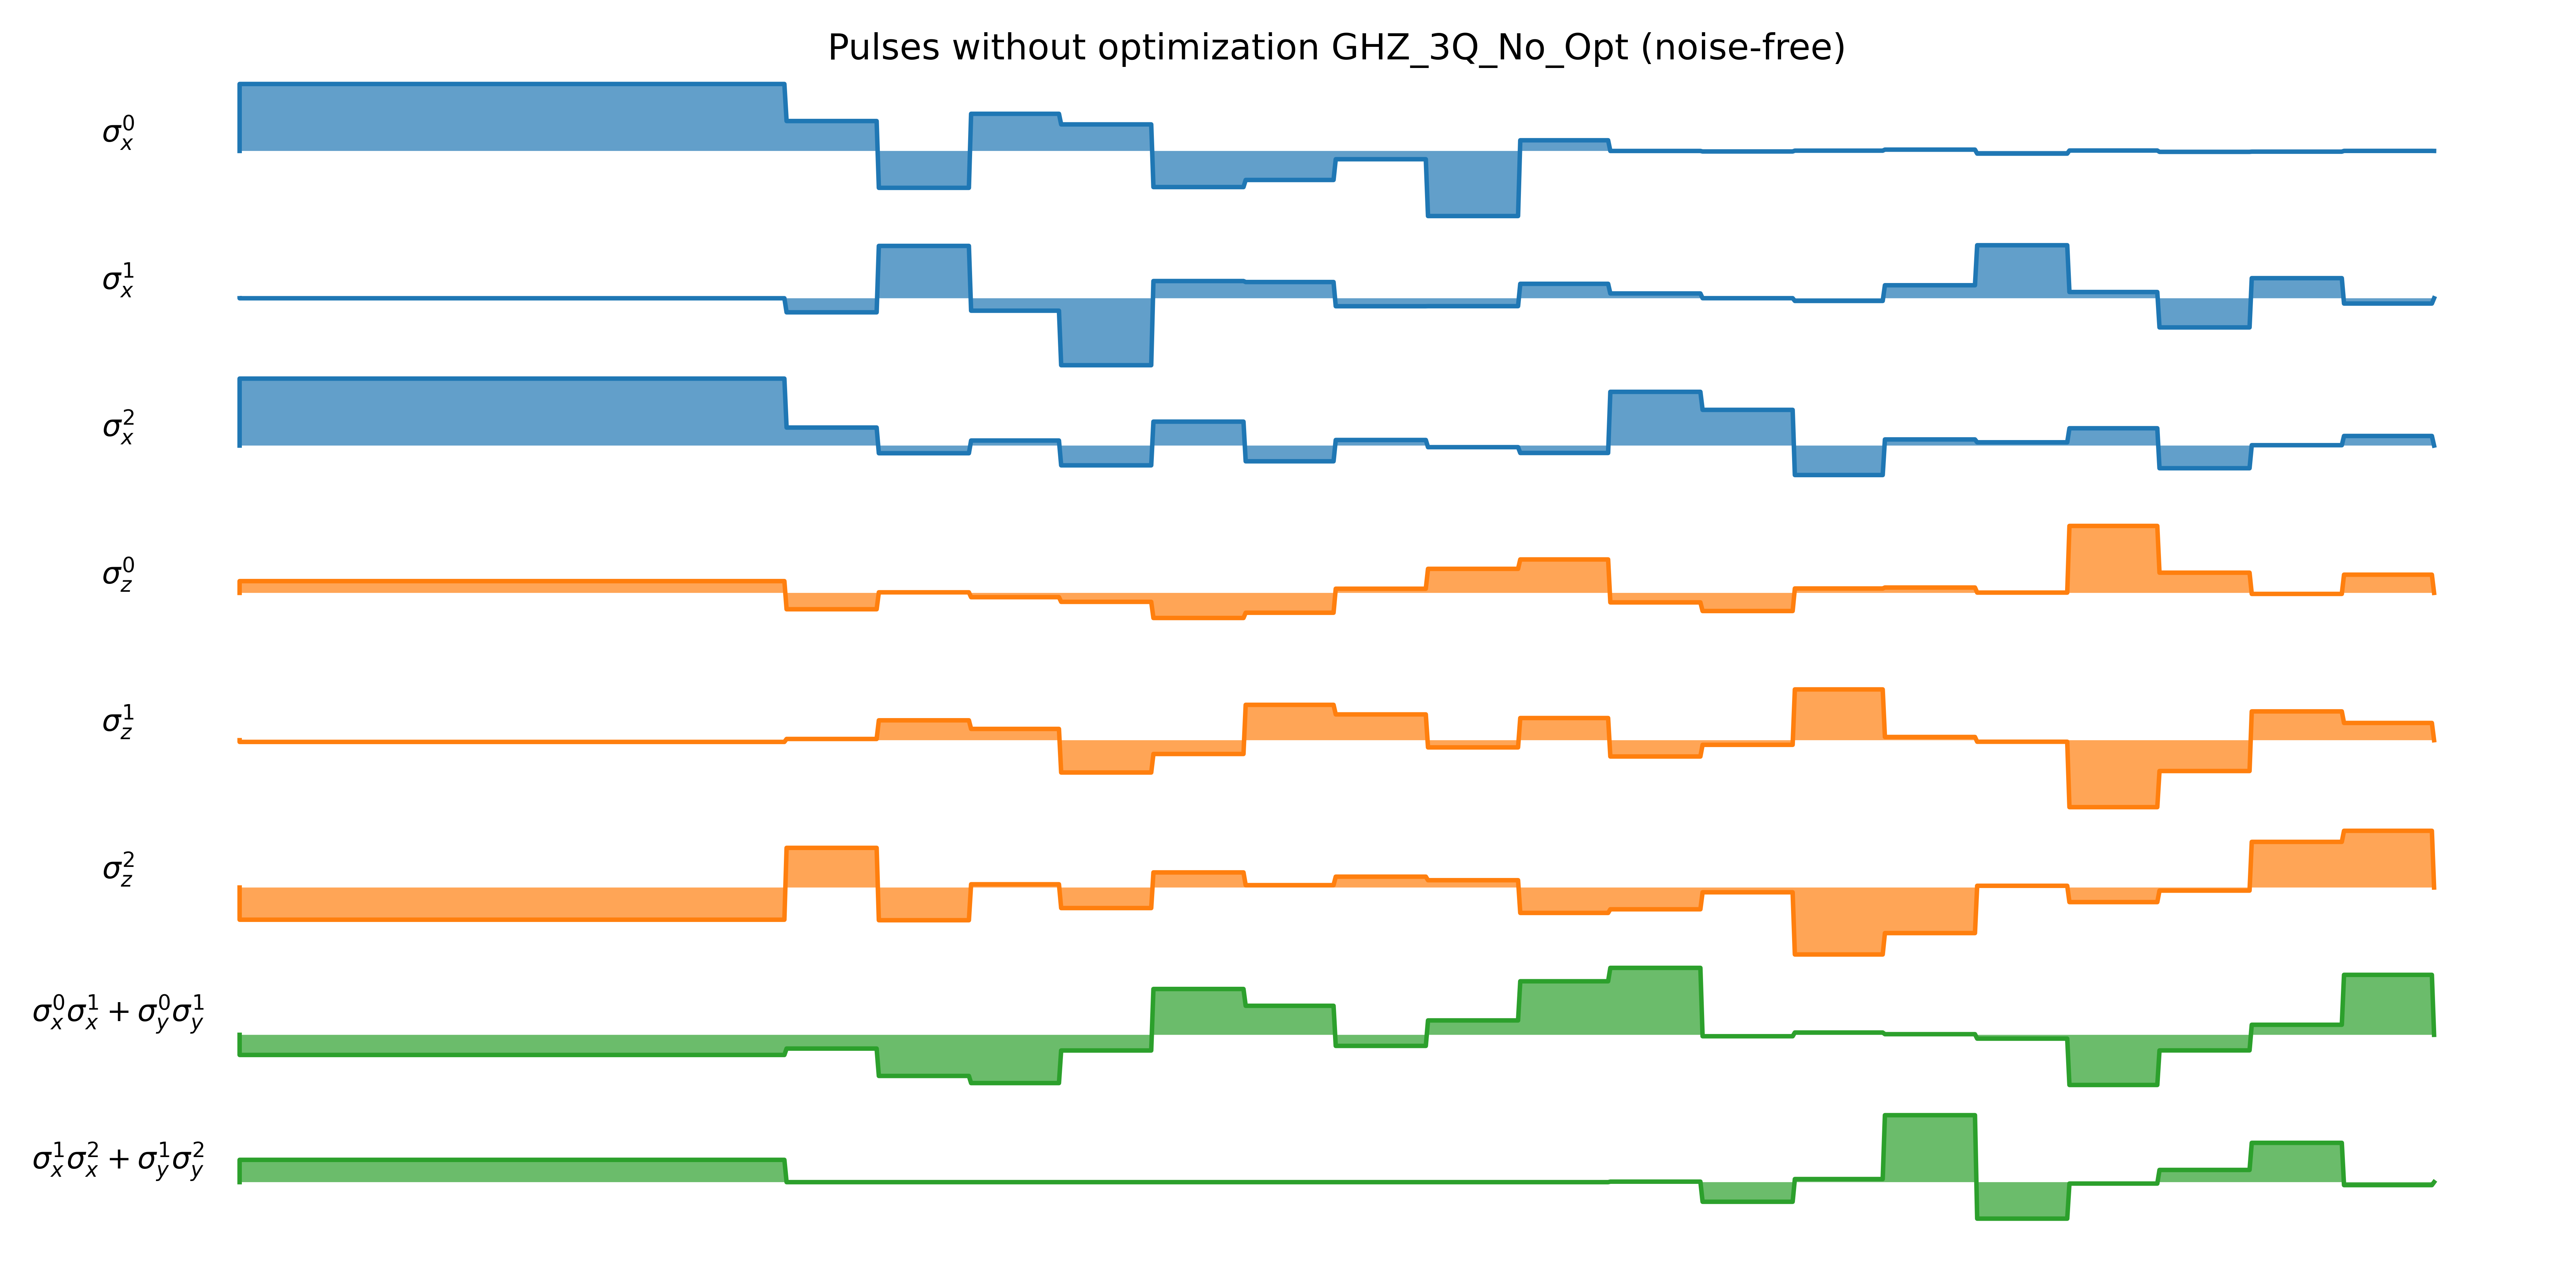 Pulses without optimization GHZ_3Q_No_Opt (noise-free)
σ_x^0
σ_x^1
σ_x^2
σ_z^0
σ_z^1
σ_z^2
σ_x^0σ_x^1 + σ_y^0σ_y^1
σ_x^1σ_x^2 + σ_y^1σ_y^2